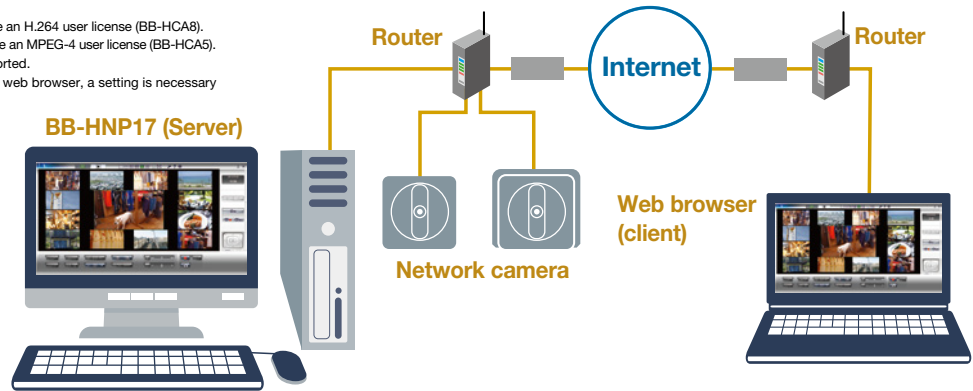 e an H.264 user license (BB-HCA8).
e an MPEG-4 user license (BB-HCA5).
orted.
web browser, a setting is necessary
Router
Internet
Router
BB-HNP17 (Server)
Web browser
(client)
Network camera